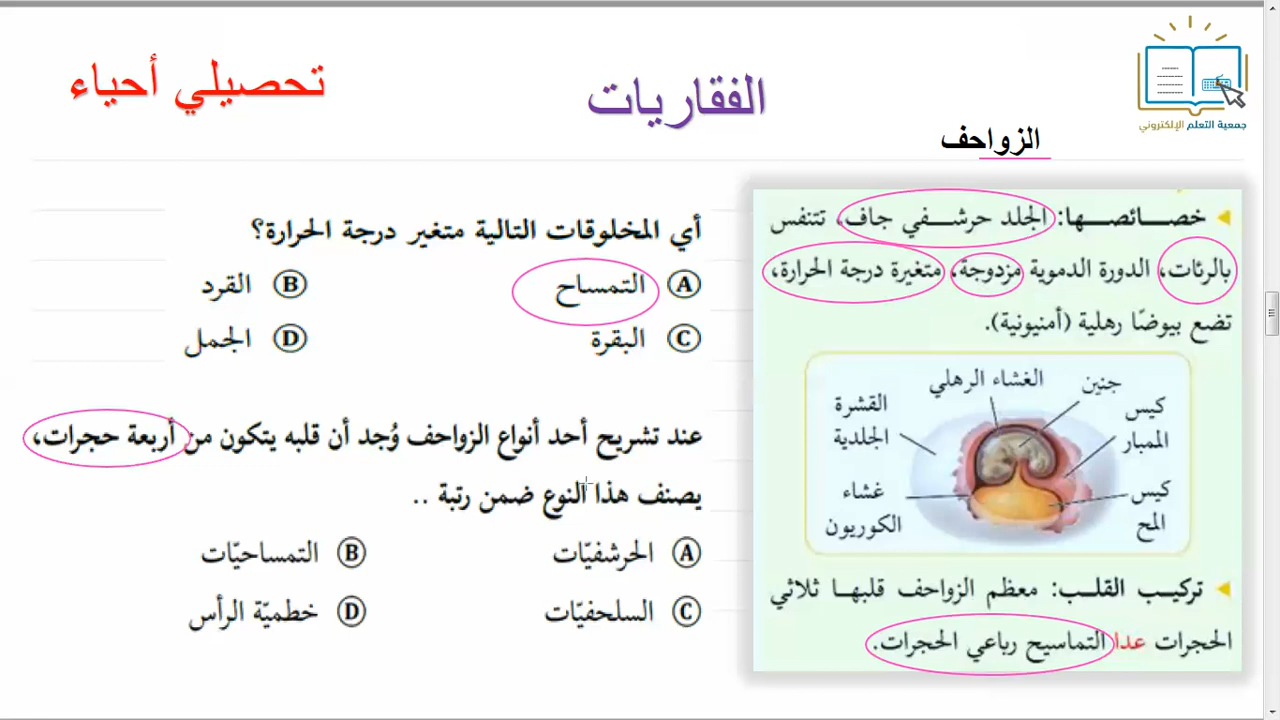 تحصيلي أحياء
الفقاريات
جمعية التعلم الإلكتروني
الزواحف
خصائصها: الجلد حرشفي جاف، تتنفس
بالرئات، الدورة الدموية مزدوجة، متغيرة درجة الحرارة،
تضع بيوضًا رهلية (أمنيونية).
الغشاء الرهلي
جنين
كيس الممبار
القشرة الجلدية
كيس المح
غشاء الكوريون
تركيب القلب: معظم الزواحف قلبها ثلاثي
الحجرات عدا التماسيح رباعي الحجرات.
أي المخلوقات التالية متغير درجة الحرارة؟
A التمساح
B القرد
C البقرة
D الجمل
عند تشريح أحد أنواع الزواحف وُجد أن قلبه يتكون من أربعة حجرات،
يصنف هذا النوع ضمن رتبة ..
A الحرشفيّات
B التمساحيّات
C السلحفيّات
D خطميّة الرأس